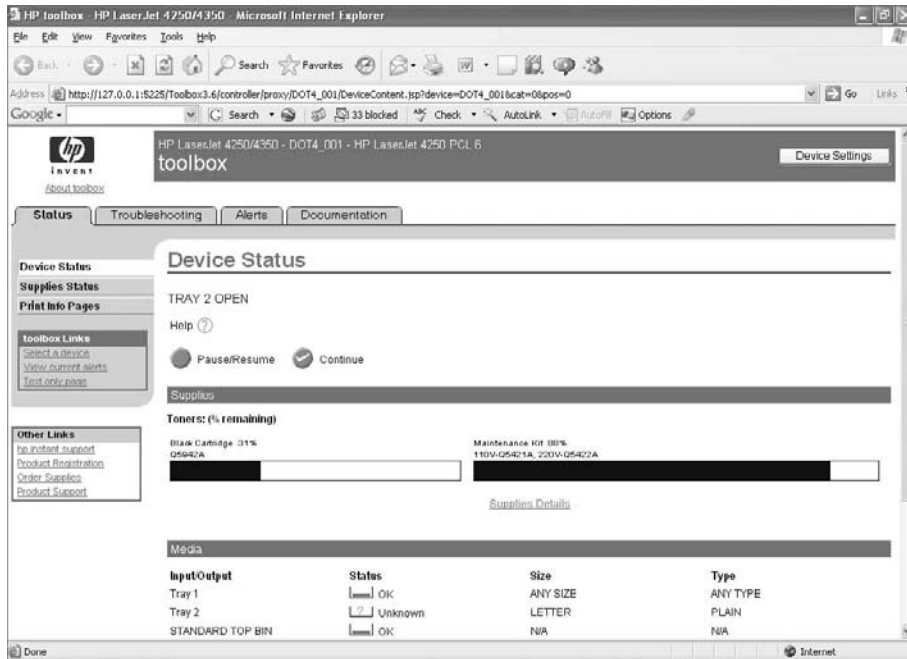 HP toolbox - HP LaserJet 4250/4350 - Microsoft Internet Explorer
File Edit View Favorites Tools Help
Back Search Favorites
Address http://127.0.0.1:5225/Toolbox3.6/controller/proxy/DOT4_001/DeviceContent.jsp?device=DOT4_001&cat=0&pos=0 Go Links
Google Search 33 blocked Check AutoLink AutoFill Options
hp
invent
About toolbox
HP LaserJet 4250/4350 - DOT4_001 - HP LaserJet 4250 PCL 6
toolbox
Device Settings
Status Troubleshooting Alerts Documentation
Device Status
Supplies Status
Print Info Pages
toolbox Links
Select a device
View current alerts
Text only page
Other Links
hp instant support
Product Registration
Order Supplies
Product Support
Device Status
TRAY 2 OPEN
Help ?
Pause/Resume Continue
Supplies
Toners: (% remaining)
Black Cartridge 31%
Q5942A
Maintenance Kit 88%
110V-Q5421A, 220V-Q5422A
Supplies Details
Media
Input/Output Status Size Type
Tray 1 OK ANY SIZE ANY TYPE
Tray 2 ? Unknown LETTER PLAIN
STANDARD TOP BIN OK N/A N/A
Done Internet